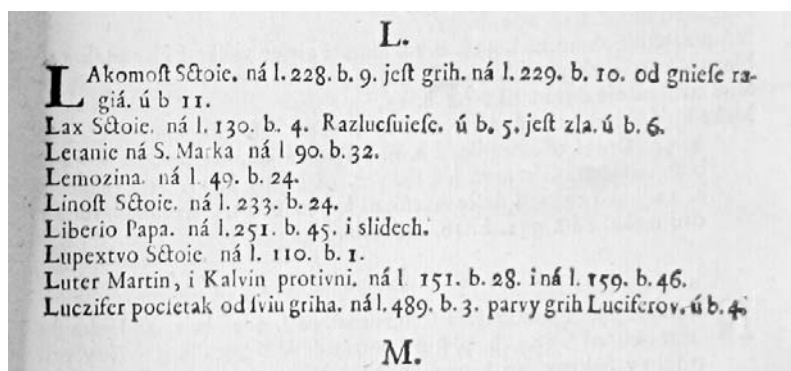 L.
LAkomoſt Sctoie. ná l. 228. b. 9. jeſt grih. ná l. 229. b. 10. od gnieſe ra-
giá. ú b 11.
Lax Sctoie. ná l. 130. b. 4. Razlucſuieſe. ú b. 5. jeſt zla. ú b. 6.
Letanie ná S. Marka ná l 90. b. 32.
Lemozina. ná l. 49. b. 24.
Linoſt Sctoie. ná l. 233. b. 24.
Liberio Papa. ná l. 251. b. 45. i slidech.
Lupextvo Sctoie ná l. 110. b. 1.
Luter Martin, i Kalvin protivni. ná l 151. b. 28. i ná l. 159. b. 46.
Luczifer pocietak od ſviu griha. ná l. 489. b. 3. parvy grih Luciferov. ú b. 4.
M.